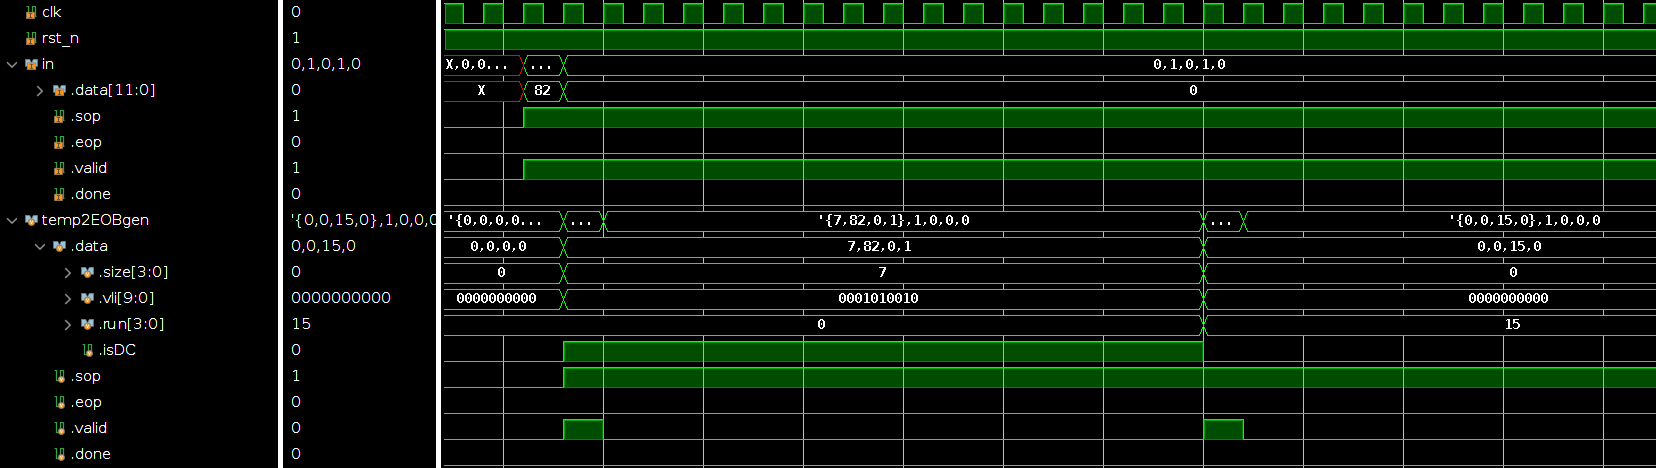 clk 0
rst_n 1
in 0,1,0,1,0 X,0,0... ... 0,1,0,1,0
.data[11:0] 0 X 82 0
.sop 1
.eop 0
.valid 1
.done 0
temp2EOBgen '{0,0,15,0},1,0,0,0 '{0,0,0,0... ... '{7,82,0,1},1,0,0,0 ... '{0,0,15,0},1,0,0,0
.data 0,0,15,0 0,0,0,0 7,82,0,1 0,0,15,0
.size[3:0] 0 0 7 0
.vli[9:0] 0000000000 0000000000 0001010010 0000000000
.run[3:0] 15 0 15
.isDC 0
.sop 1
.eop 0
.valid 0
.done 0